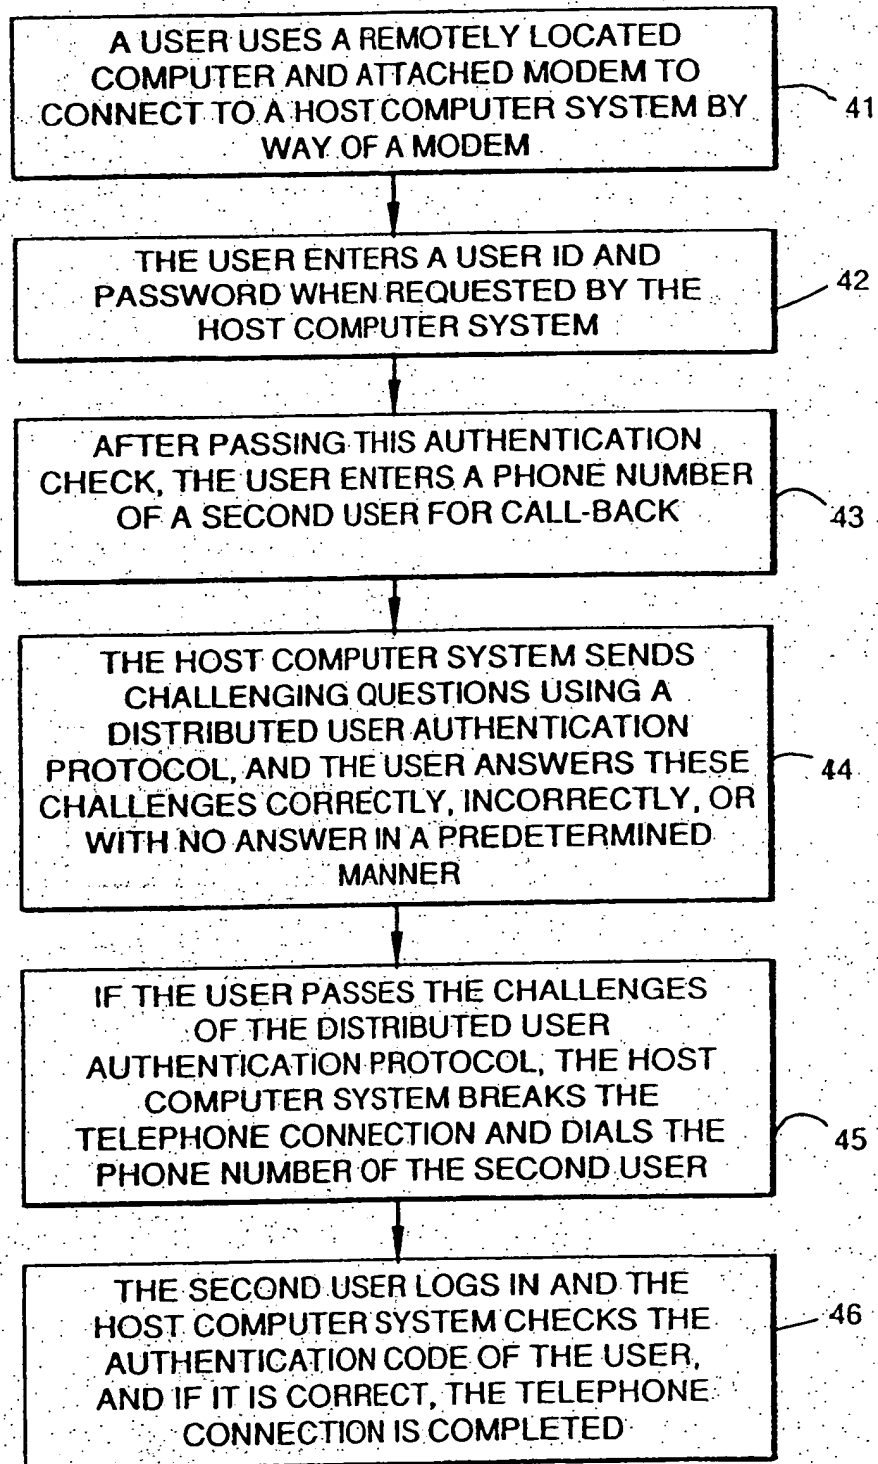 A USER USES A REMOTELY LOCATED
COMPUTER AND ATTACHED MODEM TO
CONNECT TO A HOST COMPUTER SYSTEM BY
WAY OF A MODEM
41
THE USER ENTERS A USER ID AND
PASSWORD WHEN REQUESTED BY THE
HOST COMPUTER SYSTEM
42
AFTER PASSING THIS AUTHENTICATION
CHECK, THE USER ENTERS A PHONE NUMBER
OF A SECOND USER FOR CALL-BACK
43
THE HOST COMPUTER SYSTEM SENDS
CHALLENGING QUESTIONS USING A
DISTRIBUTED USER AUTHENTICATION
PROTOCOL, AND THE USER ANSWERS THESE
CHALLENGES CORRECTLY, INCORRECTLY, OR
WITH NO ANSWER IN A PREDETERMINED
MANNER
44
IF THE USER PASSES THE CHALLENGES
OF THE DISTRIBUTED USER
AUTHENTICATION PROTOCOL, THE HOST
COMPUTER SYSTEM BREAKS THE
TELEPHONE CONNECTION AND DIALS THE
PHONE NUMBER OF THE SECOND USER
45
THE SECOND USER LOGS IN AND THE
HOST COMPUTER SYSTEM CHECKS THE
AUTHENTICATION CODE OF THE USER,
AND IF IT IS CORRECT, THE TELEPHONE
CONNECTION IS COMPLETED
46